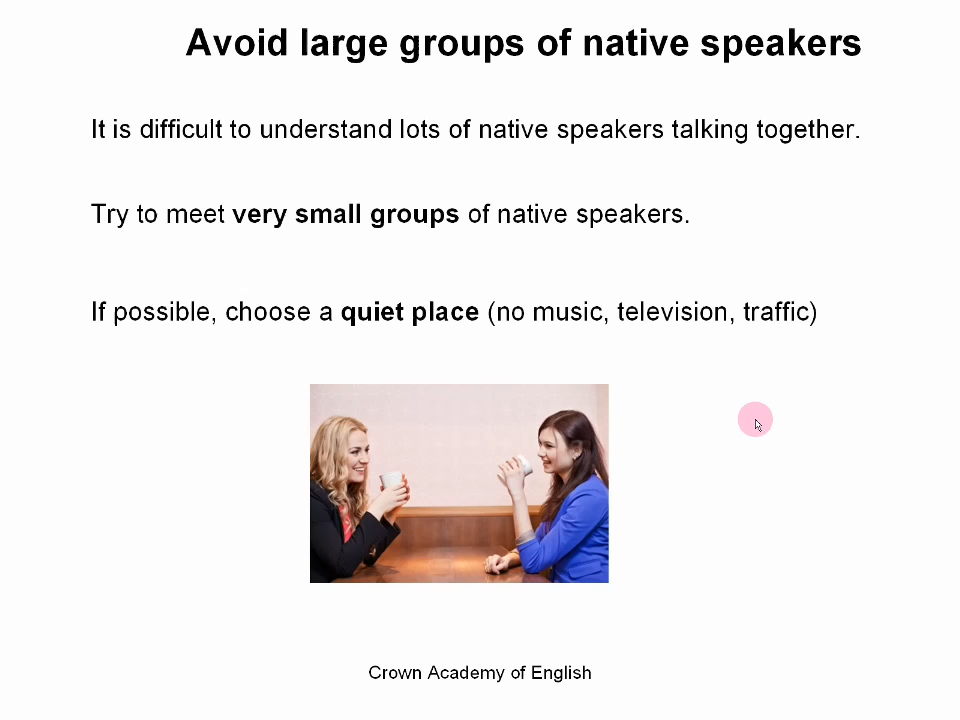 Avoid large groups of native speakers
It is difficult to understand lots of native speakers talking together.
Try to meet very small groups of native speakers.
If possible, choose a quiet place (no music, television, traffic)
Crown Academy of English